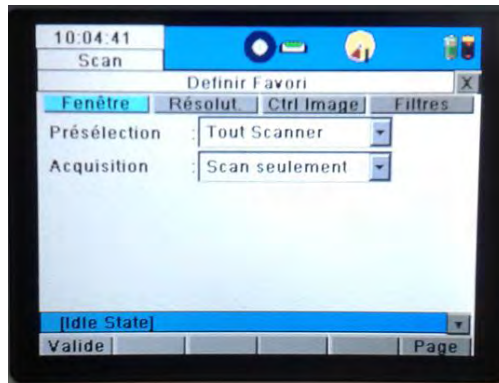 10:04:41
Scan
Definir Favori X
Fenêtre Résolut. Ctrl Image Filtres
Présélection : Tout Scanner
Acquisition : Scan seulement
[Idle State]
Valide Page